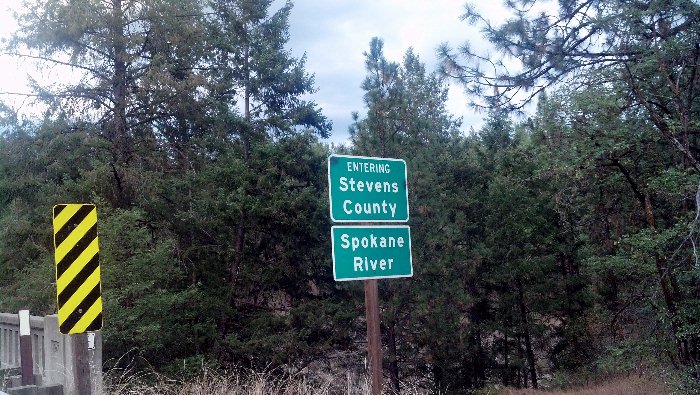 ENTERING
Stevens
County
Spokane
River